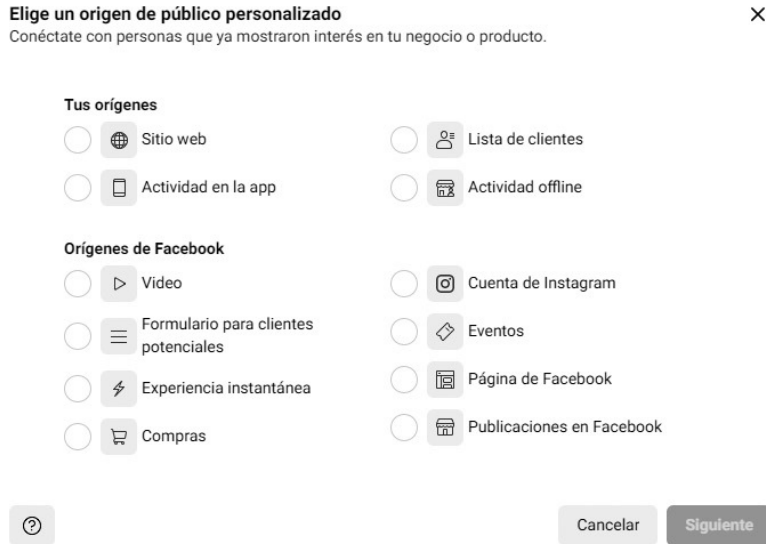 Elige un origen de público personalizado
Conéctate con personas que ya mostraron interés en tu negocio o producto.
Tus orígenes
Sitio web
Lista de clientes
Actividad en la app
Actividad offline
Orígenes de Facebook
Video
Cuenta de Instagram
Formulario para clientes
potenciales
Eventos
Experiencia instantánea
Página de Facebook
Compras
Publicaciones en Facebook
Cancelar
Siguiente